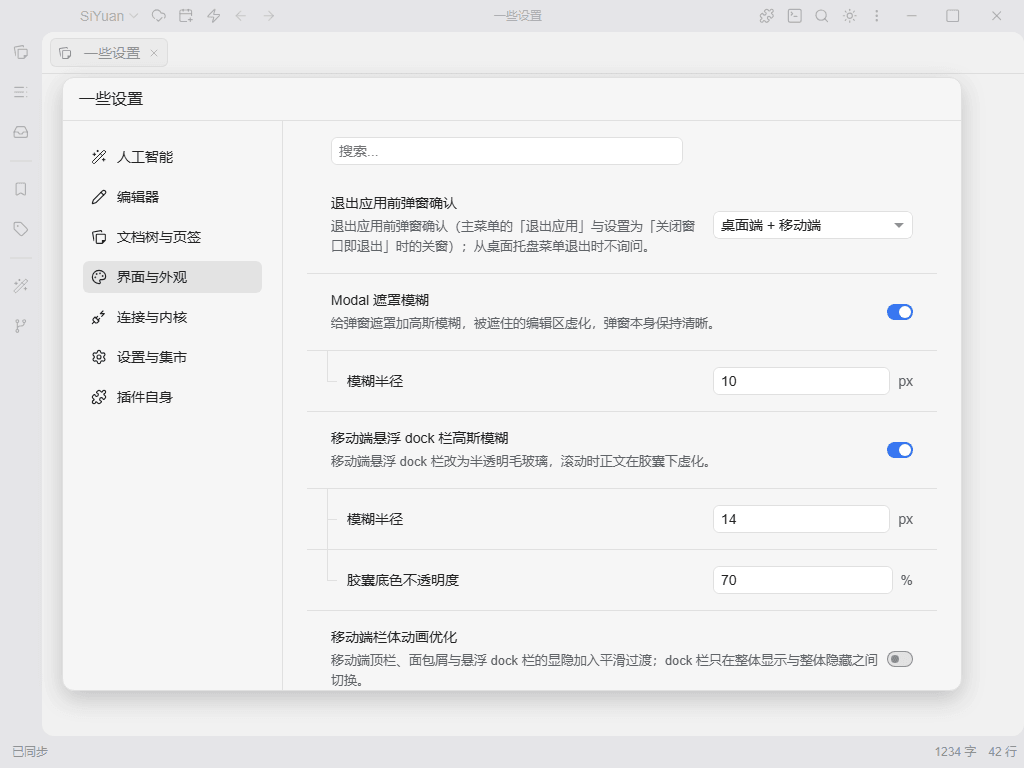 SiYuan
一些设置
一些设置
一些设置
人工智能
编辑器
文档树与页签
界面与外观
连接与内核
设置与集市
插件自身
搜索...
退出应用前弹窗确认
退出应用前弹窗确认（主菜单的「退出应用」与设置为「关闭窗
口即退出」时的关窗）；从桌面托盘菜单退出时不询问。
桌面端 + 移动端
Modal 遮罩模糊
给弹窗遮罩加高斯模糊，被遮住的编辑区虚化，弹窗本身保持清晰。
模糊半径
10 px
移动端悬浮 dock 栏高斯模糊
移动端悬浮 dock 栏改为半透明毛玻璃，滚动时正文在胶囊下虚化。
模糊半径
14 px
胶囊底色不透明度
70 %
移动端栏体动画优化
移动端顶栏、面包屑与悬浮 dock 栏的显隐加入平滑过渡；dock 栏只在整体显示与整体隐藏之间
切换。
已同步
1234 字 42 行